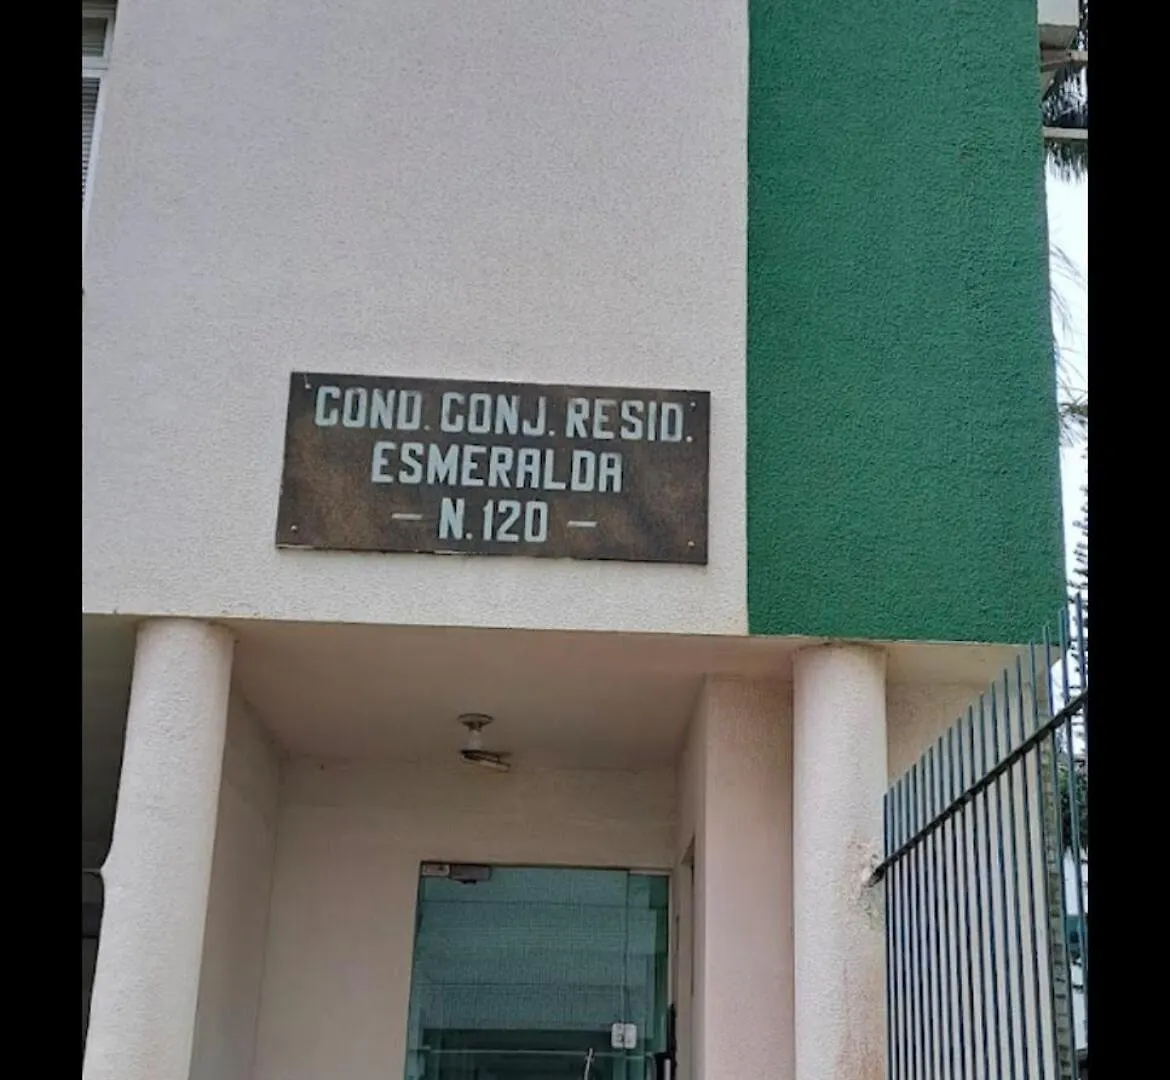 COND. CONJ. RESID.
ESMERALDA
- N. 120 -